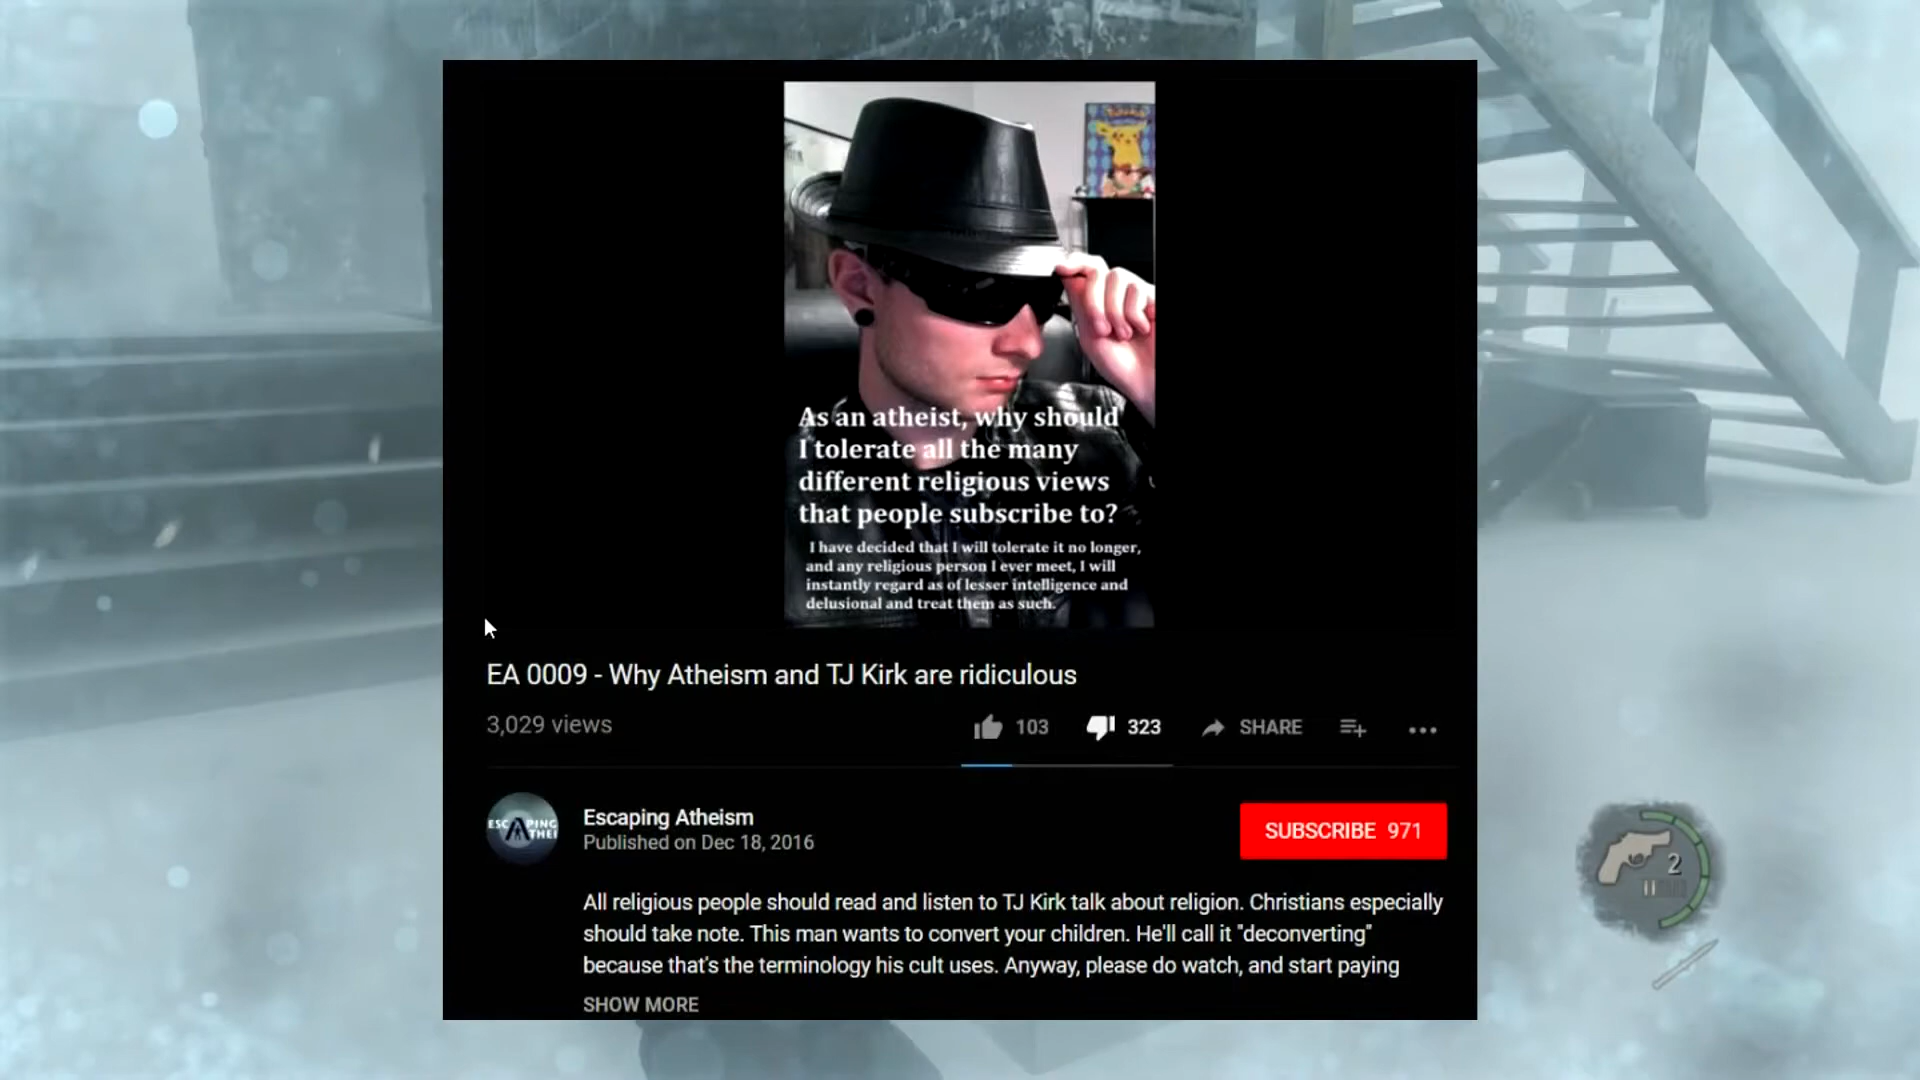 Pokémon
As an atheist, why should
I tolerate all the many
different religious views
that people subscribe to?
I have decided that I will tolerate it no longer,
and any religious person I ever meet, I will
instantly regard as of lesser intelligence and
delusional and treat them as such.
EA 0009 - Why Atheism and TJ Kirk are ridiculous
3,029 views
103
323
SHARE
ESC PING
ATHEI
Escaping Atheism
Published on Dec 18, 2016
SUBSCRIBE 971
All religious people should read and listen to TJ Kirk talk about religion. Christians especially
should take note. This man wants to convert your children. He'll call it "deconverting"
because that's the terminology his cult uses. Anyway, please do watch, and start paying
SHOW MORE
2